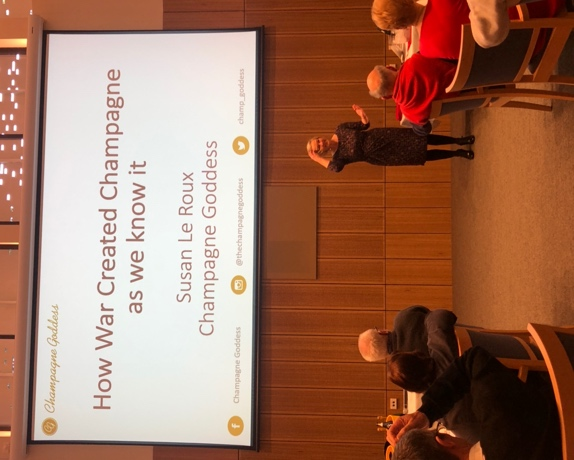 Champagne Goddess
How War Created Champagne
as we know it
Susan Le Roux
Champagne Goddess
Champagne Goddess
@thechampagnegoddess
champ_goddess